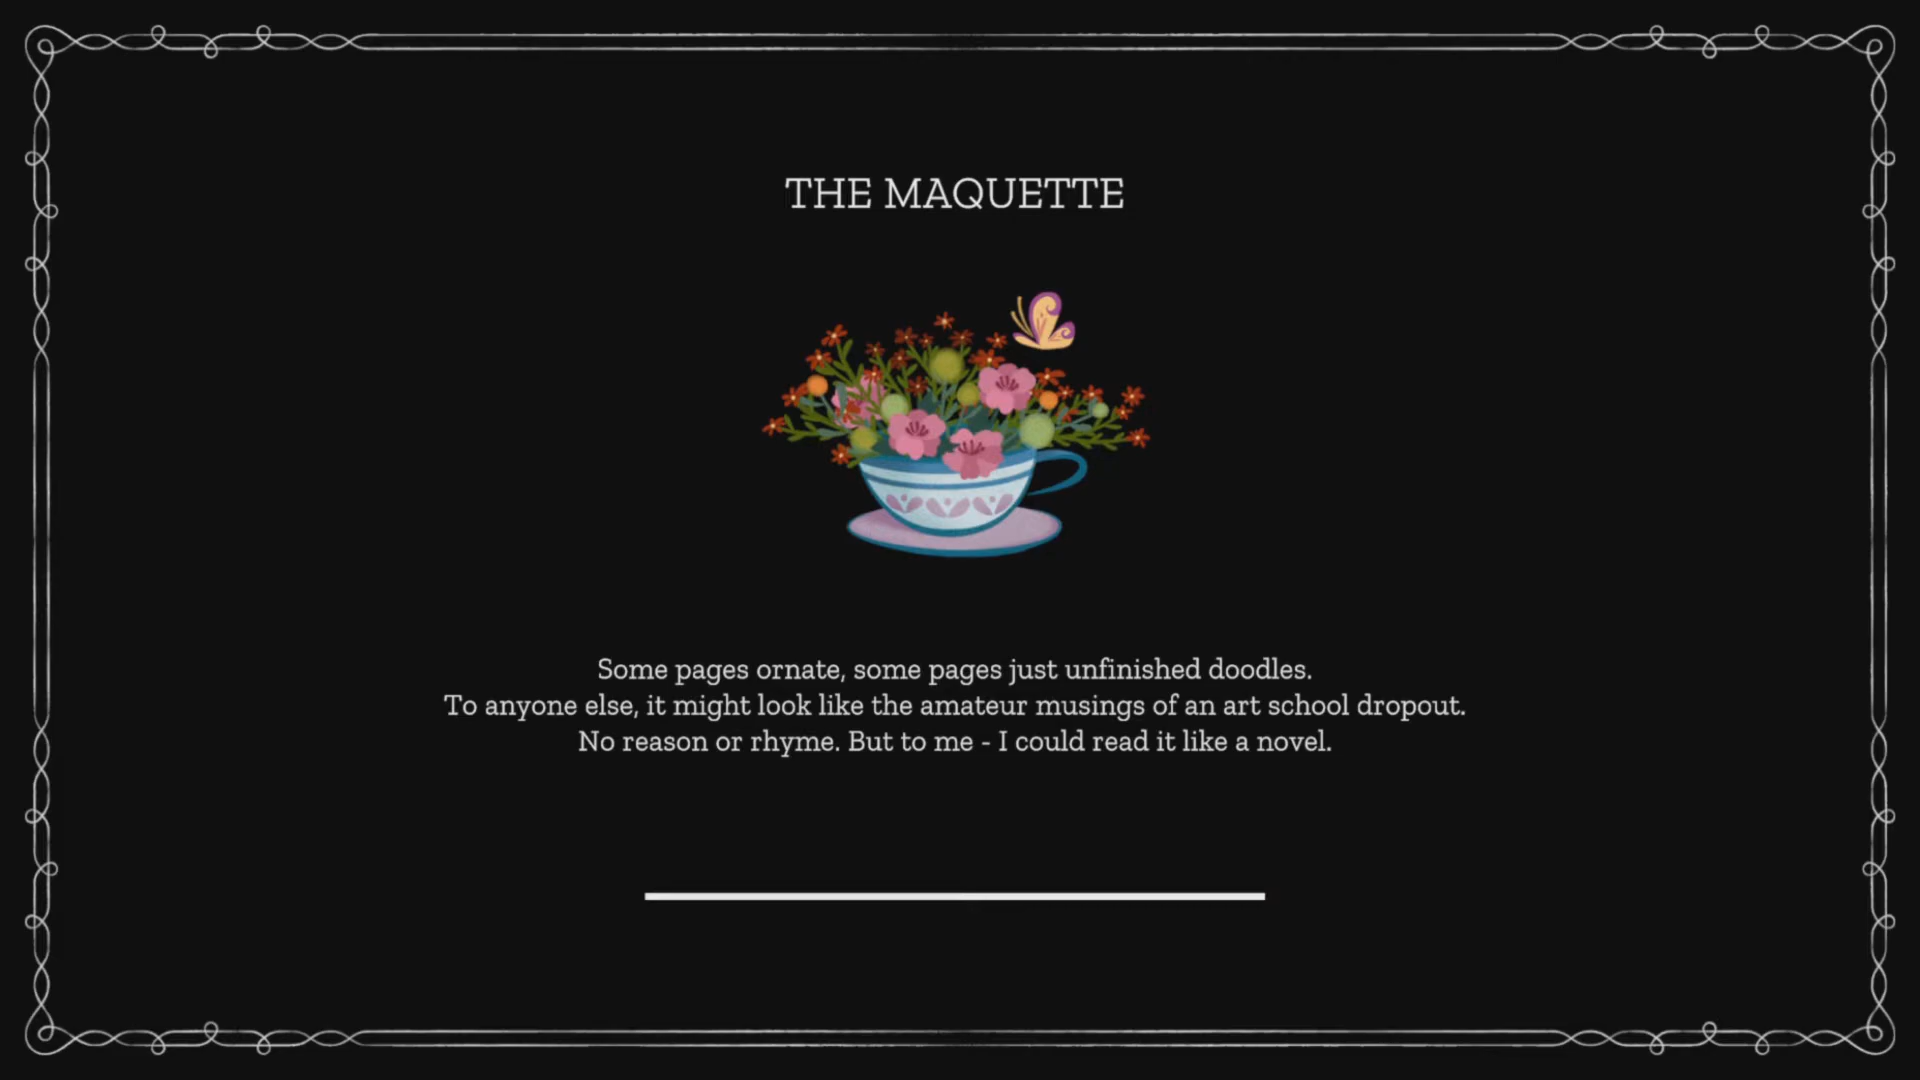 THE MAQUETTE
Some pages ornate, some pages just unfinished doodles.
To anyone else, it might look like the amateur musings of an art school dropout.
No reason or rhyme. But to me - I could read it like a novel.